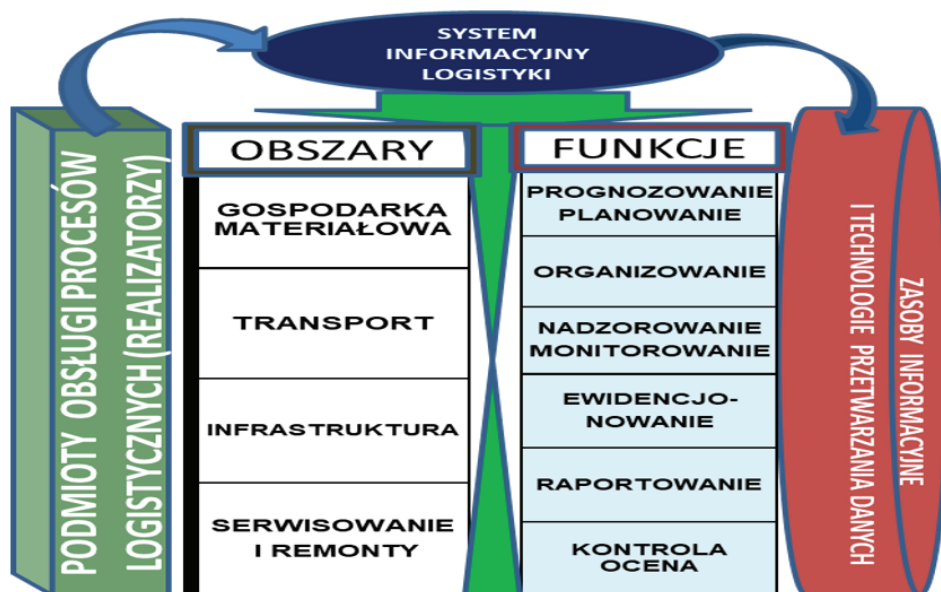 SYSTEM
INFORMACYJNY
LOGISTYKI
PODMIOTY OBSŁUGI PROCESÓW
LOGISTYCZNYCH (REALIZATORZY)
OBSZARY
GOSPODARKA
MATERIAŁOWA
TRANSPORT
INFRASTRUKTURA
SERWISOWANIE
I REMONTY
FUNKCJE
PROGNOZOWANIE
PLANOWANIE
ORGANIZOWANIE
NADZOROWANIE
MONITOROWANIE
EWIDENCJO-
NOWANIE
RAPORTOWANIE
KONTROLA
OCENA
ZASOBY INFORMACYJNE
I TECHNOLOGIE PRZETWARZANIA DANYCH